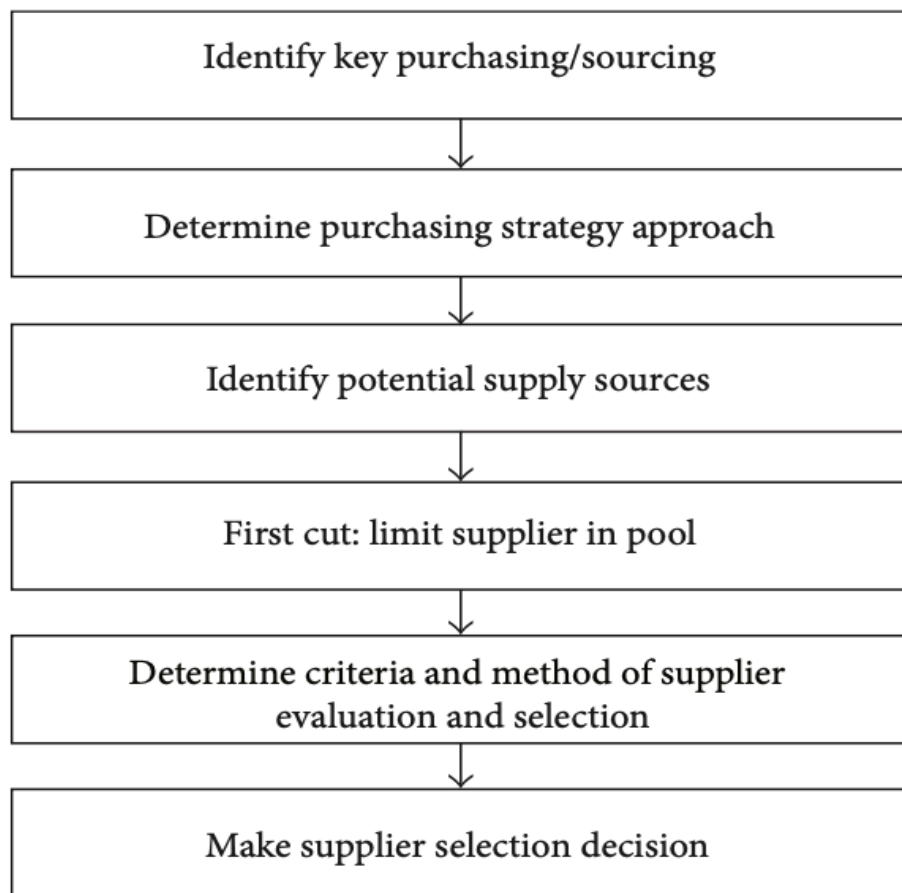 Identify key purchasing/sourcing
Determine purchasing strategy approach
Identify potential supply sources
First cut: limit supplier in pool
Determine criteria and method of supplier
evaluation and selection
Make supplier selection decision